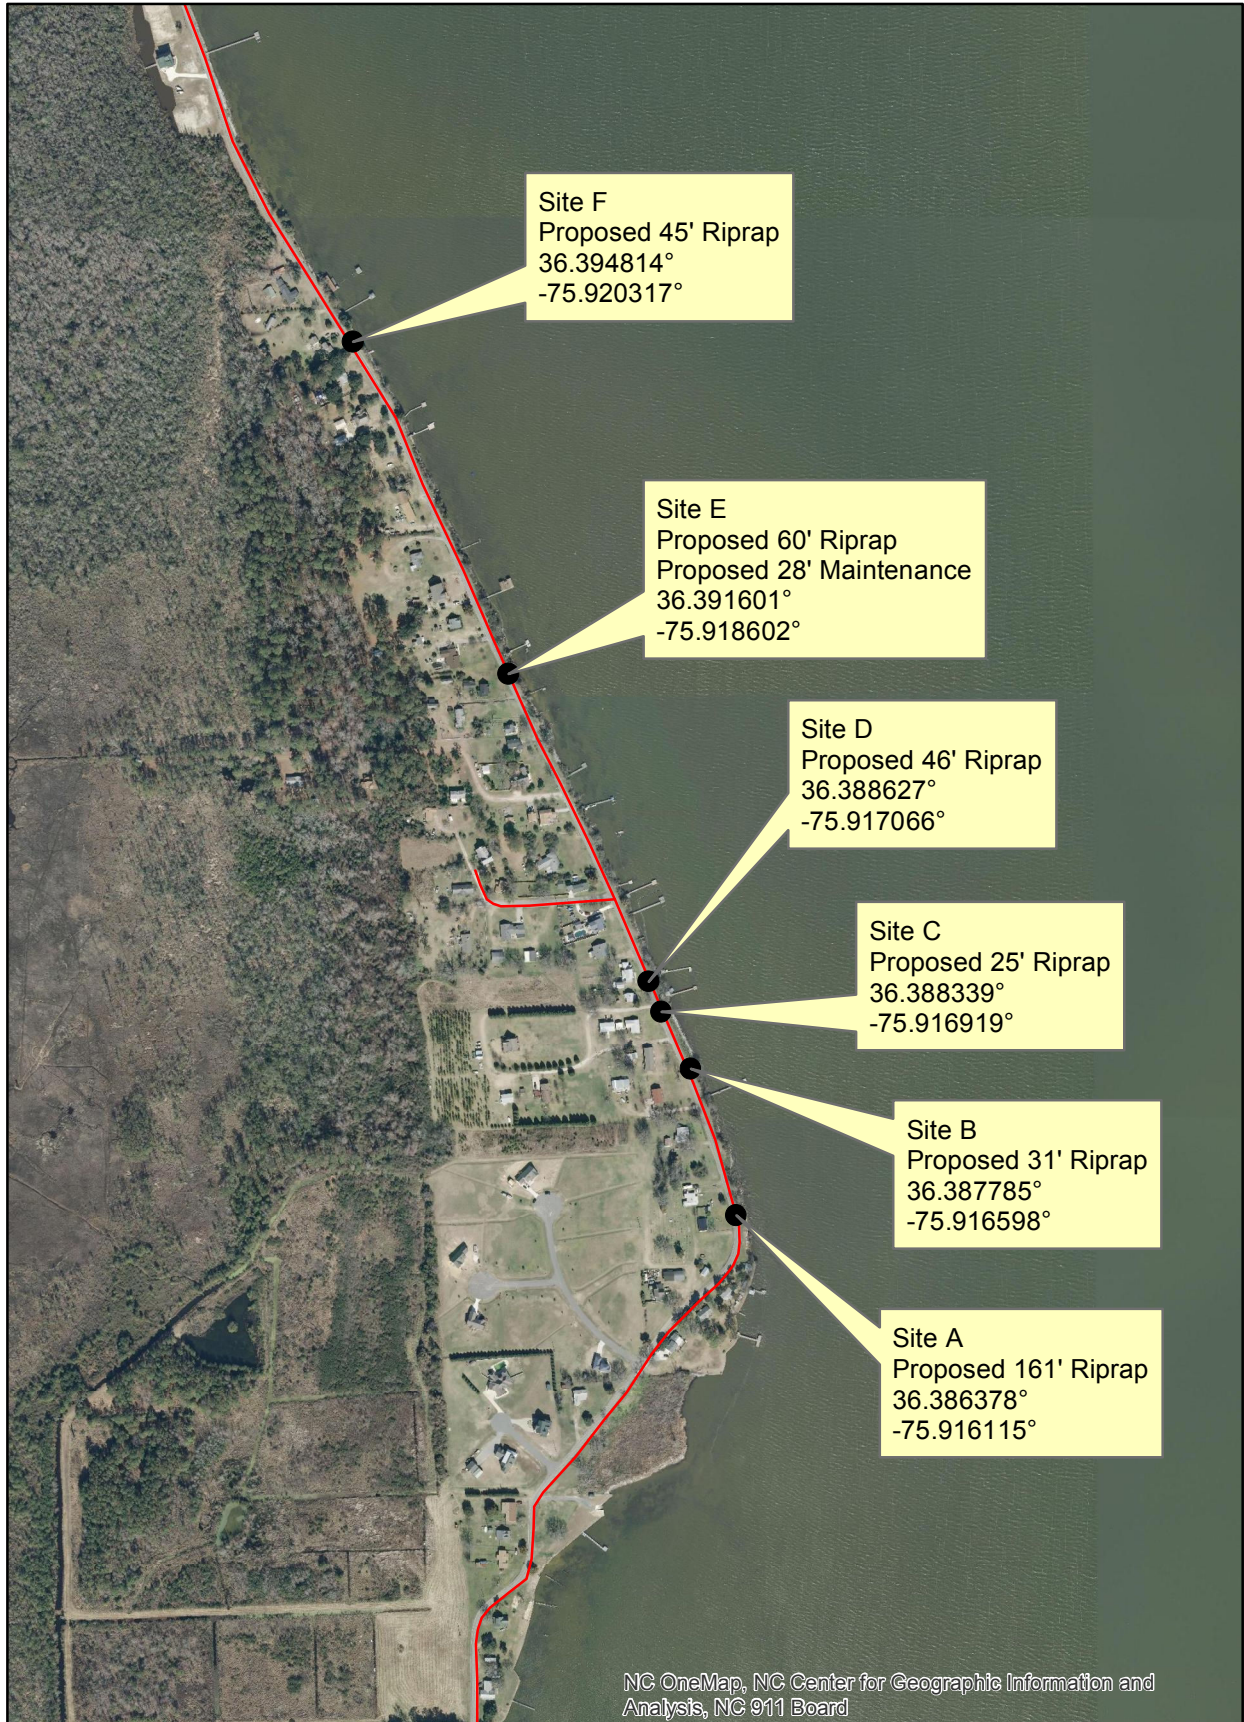 Site F
Proposed 45' Riprap
36.394814°
-75.920317°
Site E
Proposed 60' Riprap
Proposed 28' Maintenance
36.391601°
-75.918602°
Site D
Proposed 46' Riprap
36.388627°
-75.917066°
Site C
Proposed 25' Riprap
36.388339°
-75.916919°
Site B
Proposed 31' Riprap
36.387785°
-75.916598°
Site A
Proposed 161' Riprap
36.386378°
-75.916115°
NC OneMap, NC Center for Geographic Information and
Analysis, NC 911 Board